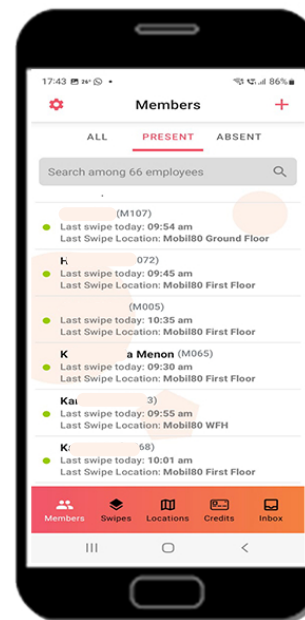 17:43
86%
Members
+
ALL PRESENT ABSENT
Search among 66 employees
(M107)
Last swipe today: 09:54 am
Last Swipe Location: Mobil80 Ground Floor
H 072)
Last swipe today: 09:45 am
Last Swipe Location: Mobil80 First Floor
(M005)
Last swipe today: 10:35 am
Last Swipe Location: Mobil80 First Floor
K a Menon (M065)
Last swipe today: 09:30 am
Last Swipe Location: Mobil80 First Floor
Kau 3)
Last swipe today: 09:55 am
Last Swipe Location: Mobil80 WFH
K 68)
Last swipe today: 10:01 am
Last Swipe Location: Mobil80 First Floor
Members Swipes Locations Credits Inbox